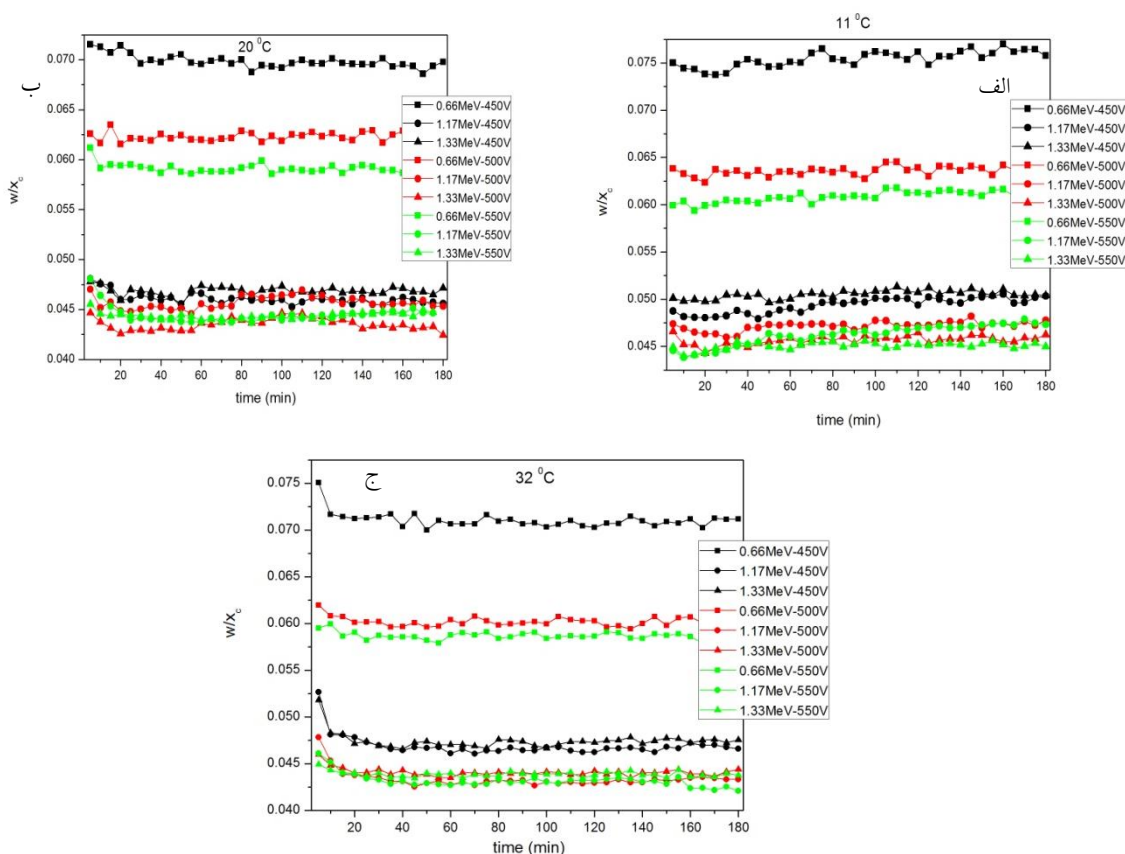 20 ⁰C
0.070
0.065
0.060
0.055
0.050
0.045
0.040
w/x_c
0.66MeV-450V
1.17MeV-450V
1.33MeV-450V
0.66MeV-500V
1.17MeV-500V
1.33MeV-500V
0.66MeV-550V
1.17MeV-550V
1.33MeV-550V
20 40 60 80 100 120 140 160 180
time (min)
11 ⁰C
الف
0.075
0.070
0.065
0.060
0.055
0.050
0.045
w/x_c
0.66MeV-450V
1.17MeV-450V
1.33MeV-450V
0.66MeV-500V
1.17MeV-500V
1.33MeV-500V
0.66MeV-550V
1.17MeV-550V
1.33MeV-550V
20 40 60 80 100 120 140 160 180
time (min)
ج
32 ⁰C
0.075
0.070
0.065
0.060
0.055
0.050
0.045
0.040
w/x_c
0.66MeV-450V
1.17MeV-450V
1.33MeV-450V
0.66MeV-500V
1.17MeV-500V
1.33MeV-500V
0.66MeV-550V
1.17MeV-550V
1.33MeV-550V
20 40 60 80 100 120 140 160 180
time (min)